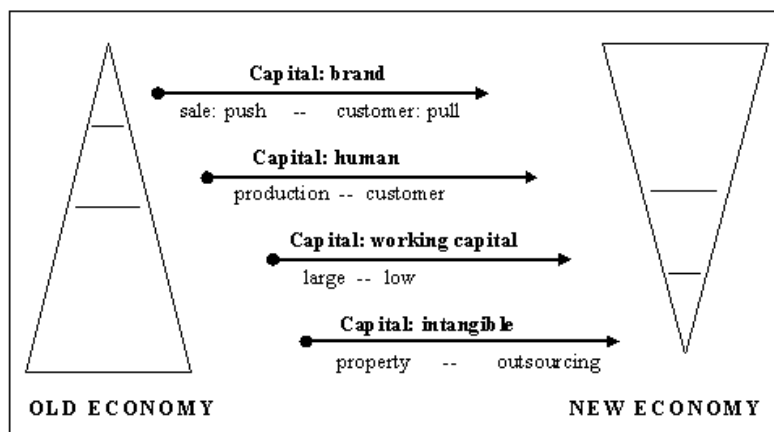 Capital: brand
sale: push -- customer: pull
Capital: human
production -- customer
Capital: working capital
large -- low
Capital: intangible
property -- outsourcing
OLD ECONOMY
NEW ECONOMY